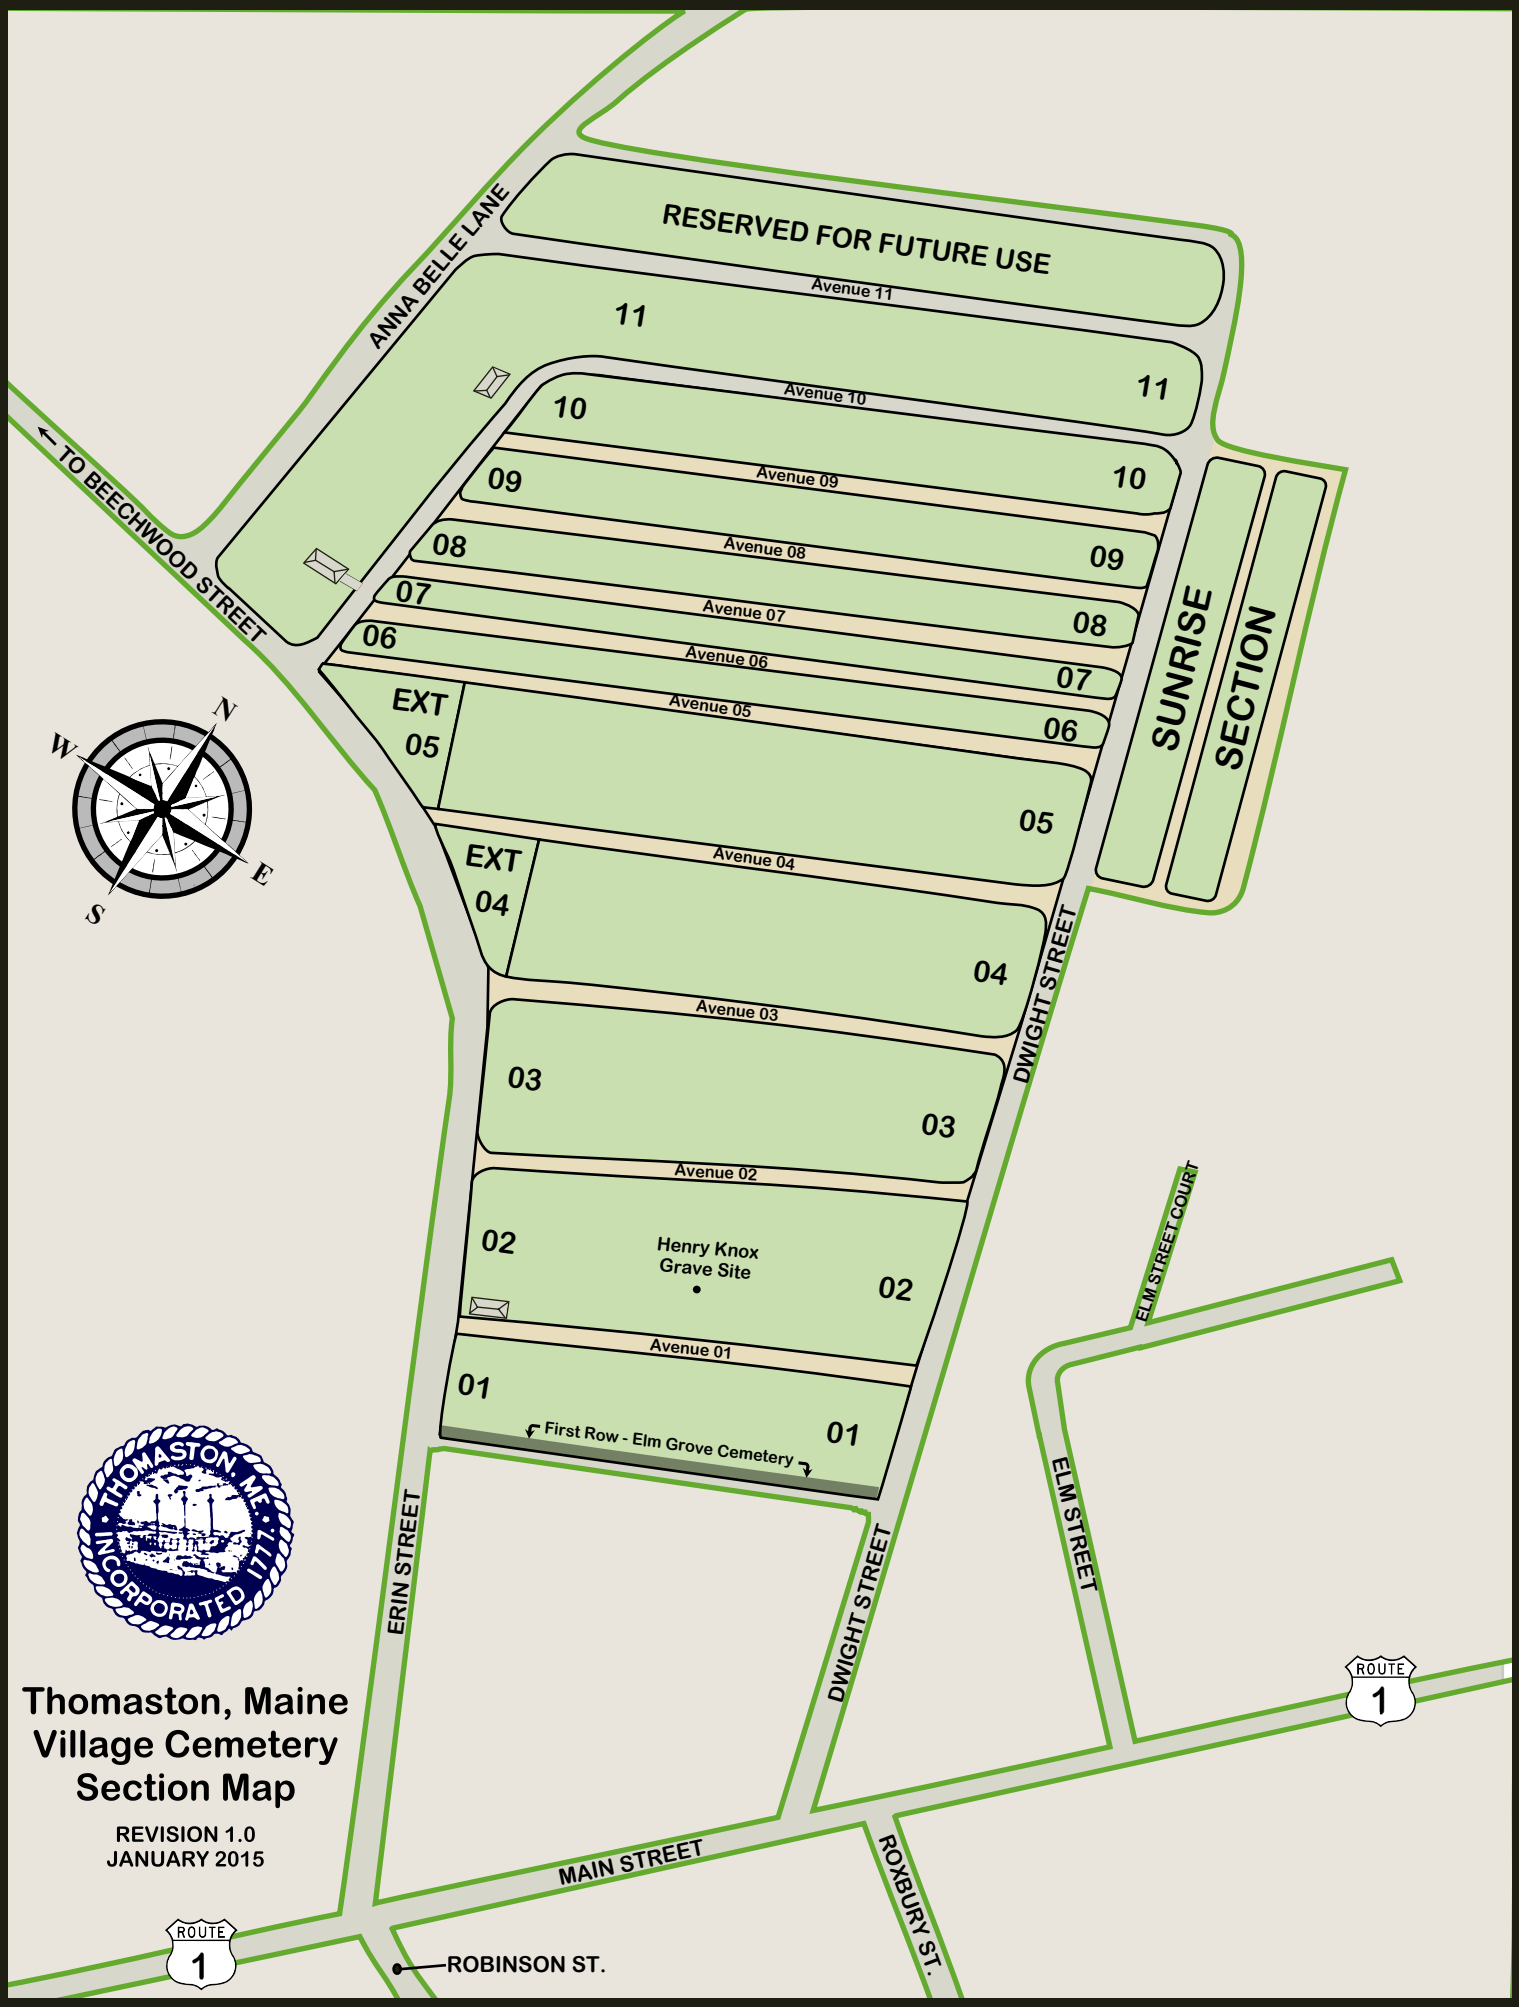 RESERVED FOR FUTURE USE
Avenue 11
ANNA BELLE LANE
11
11
Avenue 10
10
10
Avenue 09
09
09
Avenue 08
08
08
Avenue 07
07
07
Avenue 06
06
06
Avenue 05
EXT
05
05
SUNRISE
SECTION
← TO BEECHWOOD STREET
N
W
E
S
Avenue 04
EXT
04
04
DWIGHT STREET
Avenue 03
03
03
Avenue 02
02
Henry Knox
Grave Site
02
Avenue 01
01
01
First Row - Elm Grove Cemetery
ELM STREET COURT
ELM STREET
ERIN STREET
DWIGHT STREET
THOMASTON, ME.
INCORPORATED 1777.
Thomaston, Maine
Village Cemetery
Section Map
REVISION 1.0
JANUARY 2015
ROUTE
1
MAIN STREET
ROXBURY ST.
ROUTE
1
ROBINSON ST.